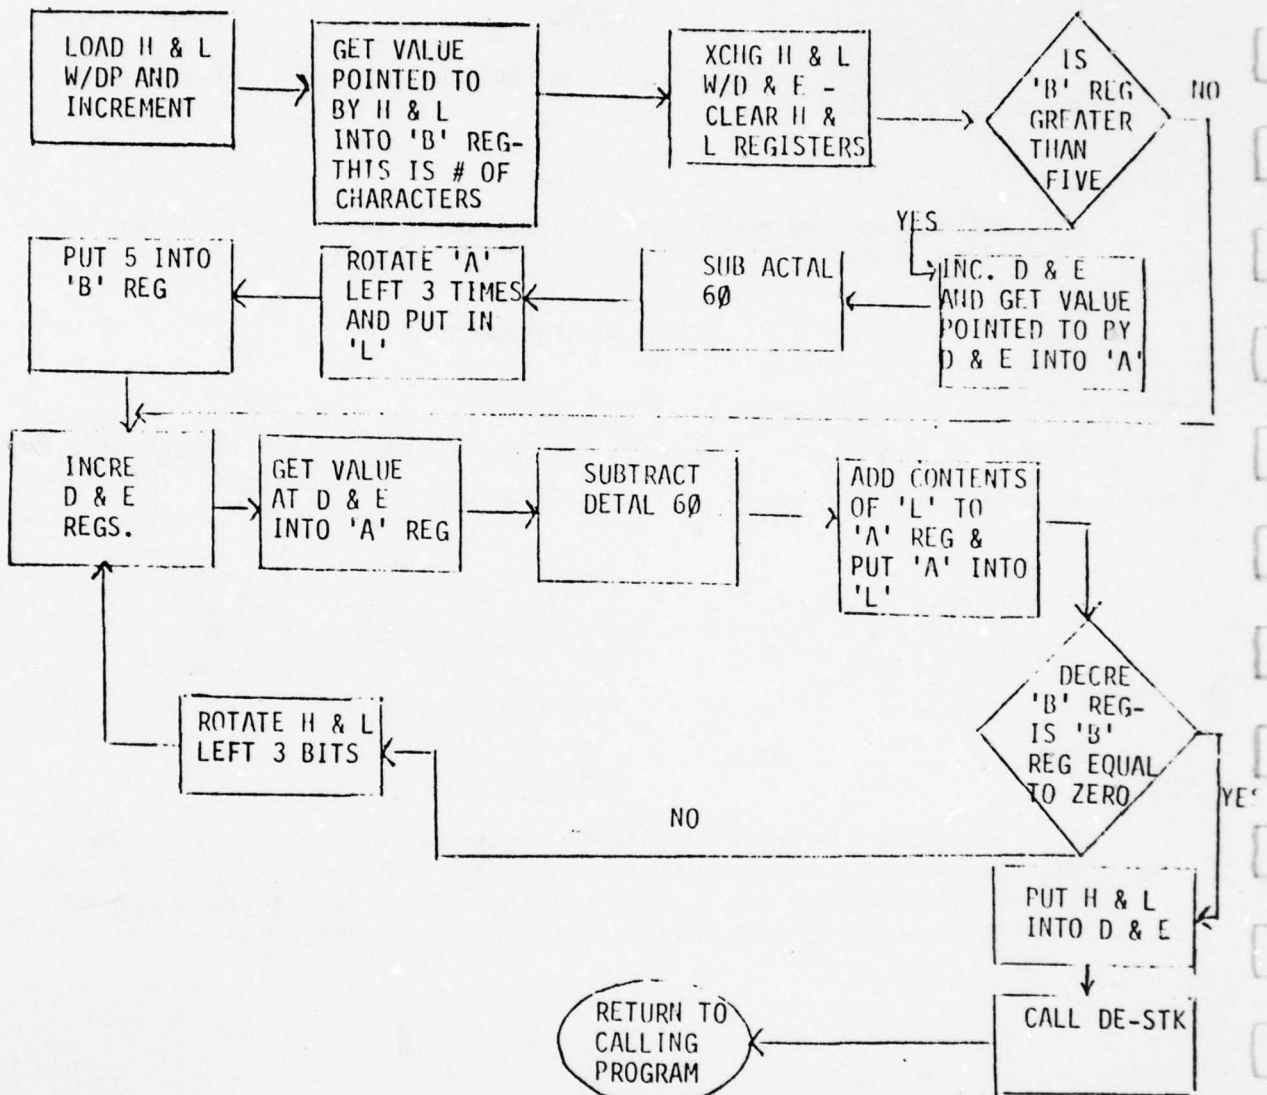 LOAD H & L
W/DP AND
INCREMENT
GET VALUE
POINTED TO
BY H & L
INTO 'B' REG-
THIS IS # OF
CHARACTERS
XCHG H & L
W/D & E -
CLEAR H &
L REGISTERS
IS
'B' REG
GREATER
THAN
FIVE
NO
YES
INC. D & E
AND GET VALUE
POINTED TO BY
D & E INTO 'A'
SUB ACTAL
6Ø
ROTATE 'A'
LEFT 3 TIMES
AND PUT IN
'L'
PUT 5 INTO
'B' REG
INCRE
D & E
REGS.
GET VALUE
AT D & E
INTO 'A' REG
SUBTRACT
DETAL 6Ø
ADD CONTENTS
OF 'L' TO
'A' REG &
PUT 'A' INTO
'L'
DECRE
'B' REG-
IS 'B'
REG EQUAL
TO ZERO
YES
NO
ROTATE H & L
LEFT 3 BITS
PUT H & L
INTO D & E
CALL DE-STK
RETURN TO
CALLING
PROGRAM